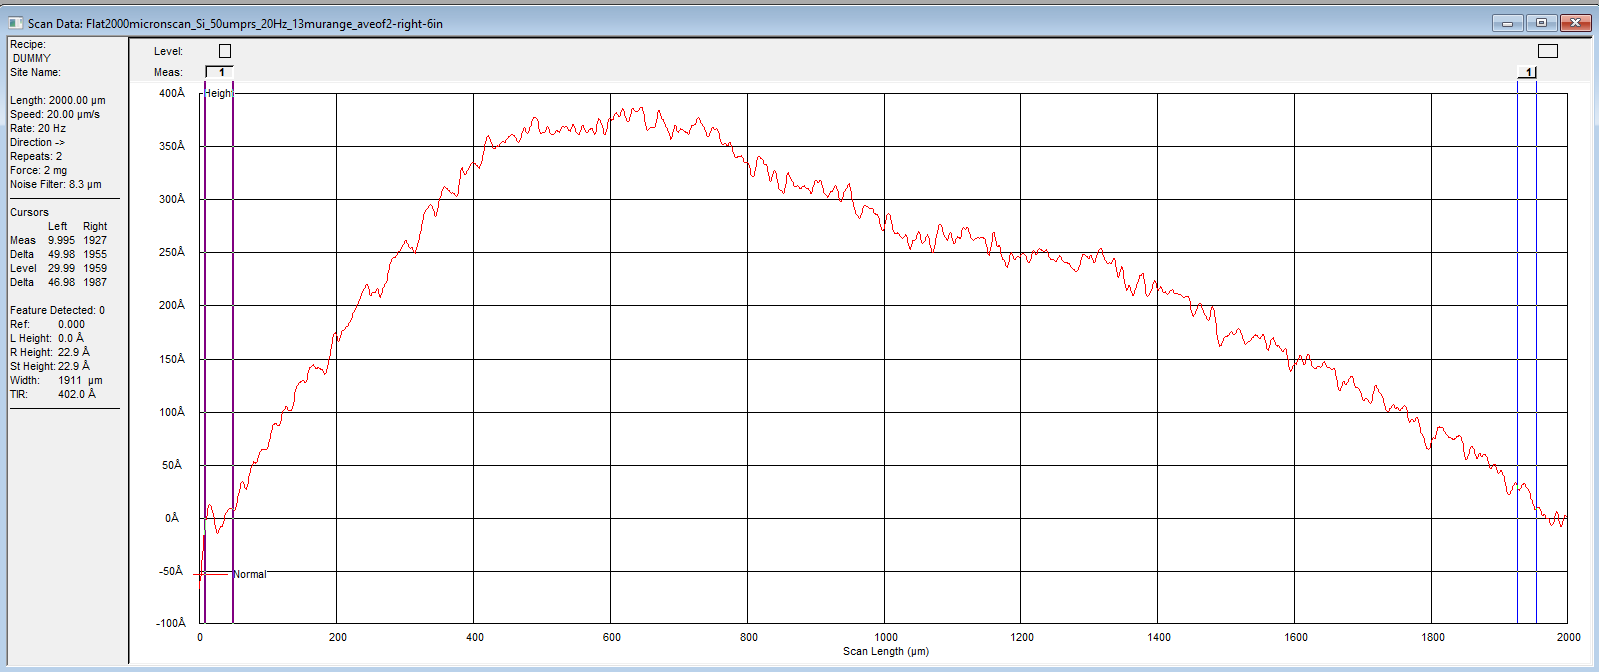 Scan Data: Flat2000micronscan_Si_50umprs_20Hz_13murange_aveof2-right-6in
Recipe:
DUMMY
Site Name:
Length: 2000.00 µm
Speed: 20.00 µm/s
Rate: 20 Hz
Direction ->
Repeats: 2
Force: 2 mg
Noise Filter: 8.3 µm
Cursors
Left Right
Meas 9.995 1927
Delta 49.98 1955
Level 29.99 1959
Delta 46.98 1987
Feature Detected: 0
Ref: 0.000
L Height: 0.0 Å
R Height: 22.9 Å
St Height: 22.9 Å
Width: 1911 µm
TIR: 402.0 Å
Level:
Meas: 1 1
Height
400Å
350Å
300Å
250Å
200Å
150Å
100Å
50Å
0Å
-50Å
Normal
-100Å
0 200 400 600 800 1000 1200 1400 1600 1800 2000
Scan Length (µm)